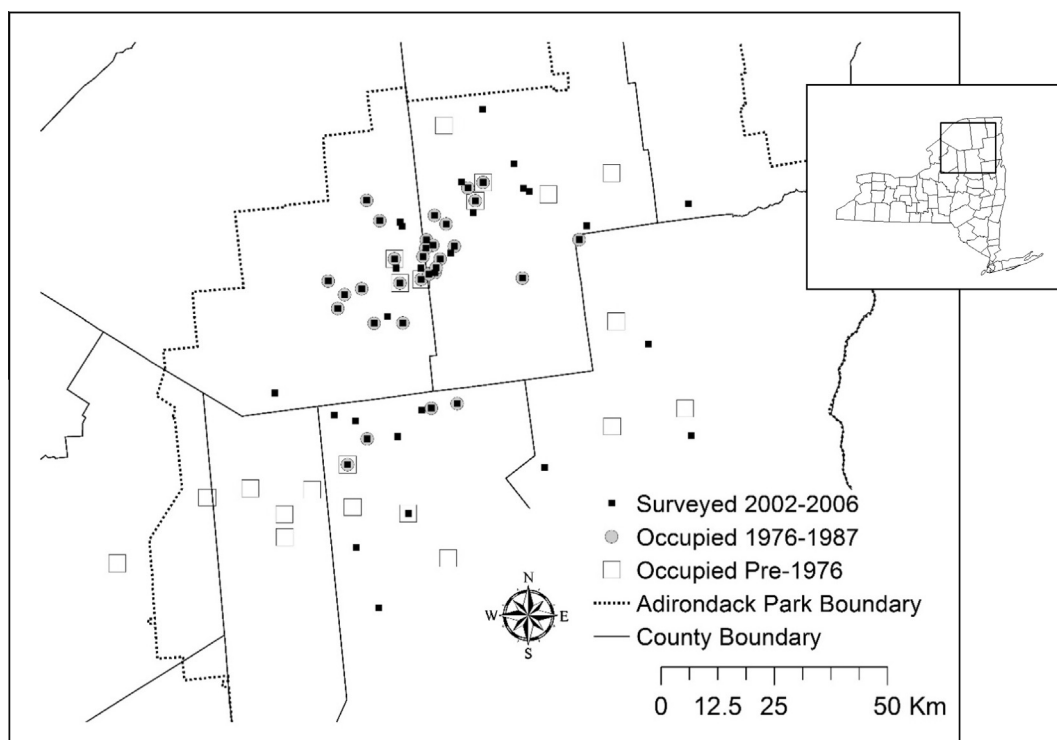 Surveyed 2002-2006
Occupied 1976-1987
Occupied Pre-1976
Adirondack Park Boundary
County Boundary
N
W E
S
0 12.5 25 50 Km